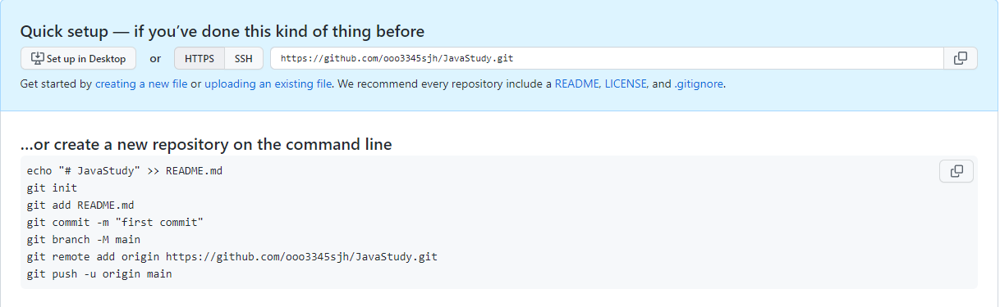 Quick setup — if you’ve done this kind of thing before
Set up in Desktop or HTTPS SSH https://github.com/ooo3345sjh/JavaStudy.git
Get started by creating a new file or uploading an existing file. We recommend every repository include a README, LICENSE, and .gitignore.
…or create a new repository on the command line
echo "# JavaStudy" >> README.md
git init
git add README.md
git commit -m "first commit"
git branch -M main
git remote add origin https://github.com/ooo3345sjh/JavaStudy.git
git push -u origin main